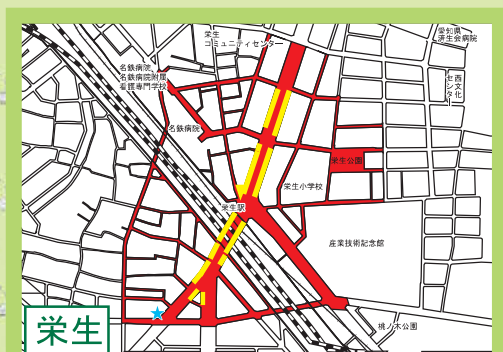 栄生
コミュニティセンター
愛知県
済生会病院
名鉄病院
名鉄病院附属
看護専門学校
西文化
センター
名鉄病院
栄生公園
栄生小学校
栄生駅
産業技術記念館
桃ノ木公園
栄生